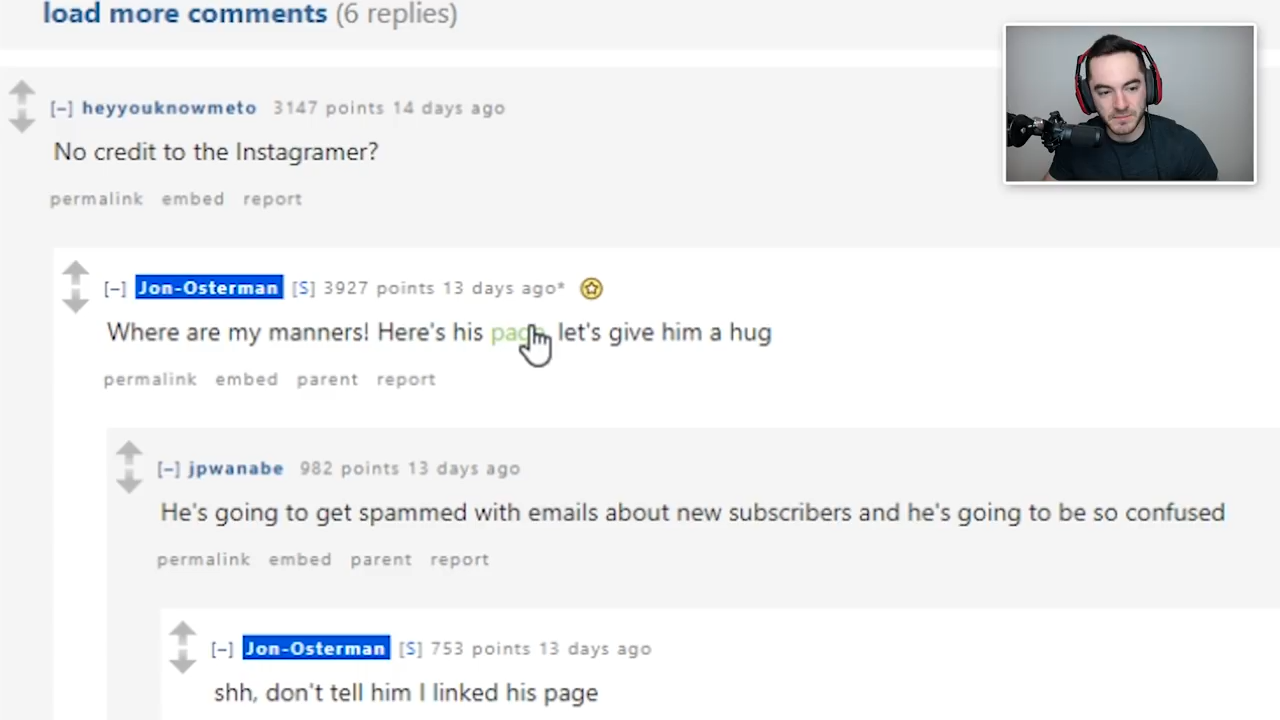 load more comments (6 replies)
[–] heyyouknowmeto 3147 points 14 days ago
No credit to the Instagramer?
permalink embed report
[–] Jon-Osterman [S] 3927 points 13 days ago*
Where are my manners! Here's his page, let's give him a hug
permalink embed parent report
[–] jpwanabe 982 points 13 days ago
He's going to get spammed with emails about new subscribers and he's going to be so confused
permalink embed parent report
[–] Jon-Osterman [S] 753 points 13 days ago
shh, don't tell him I linked his page